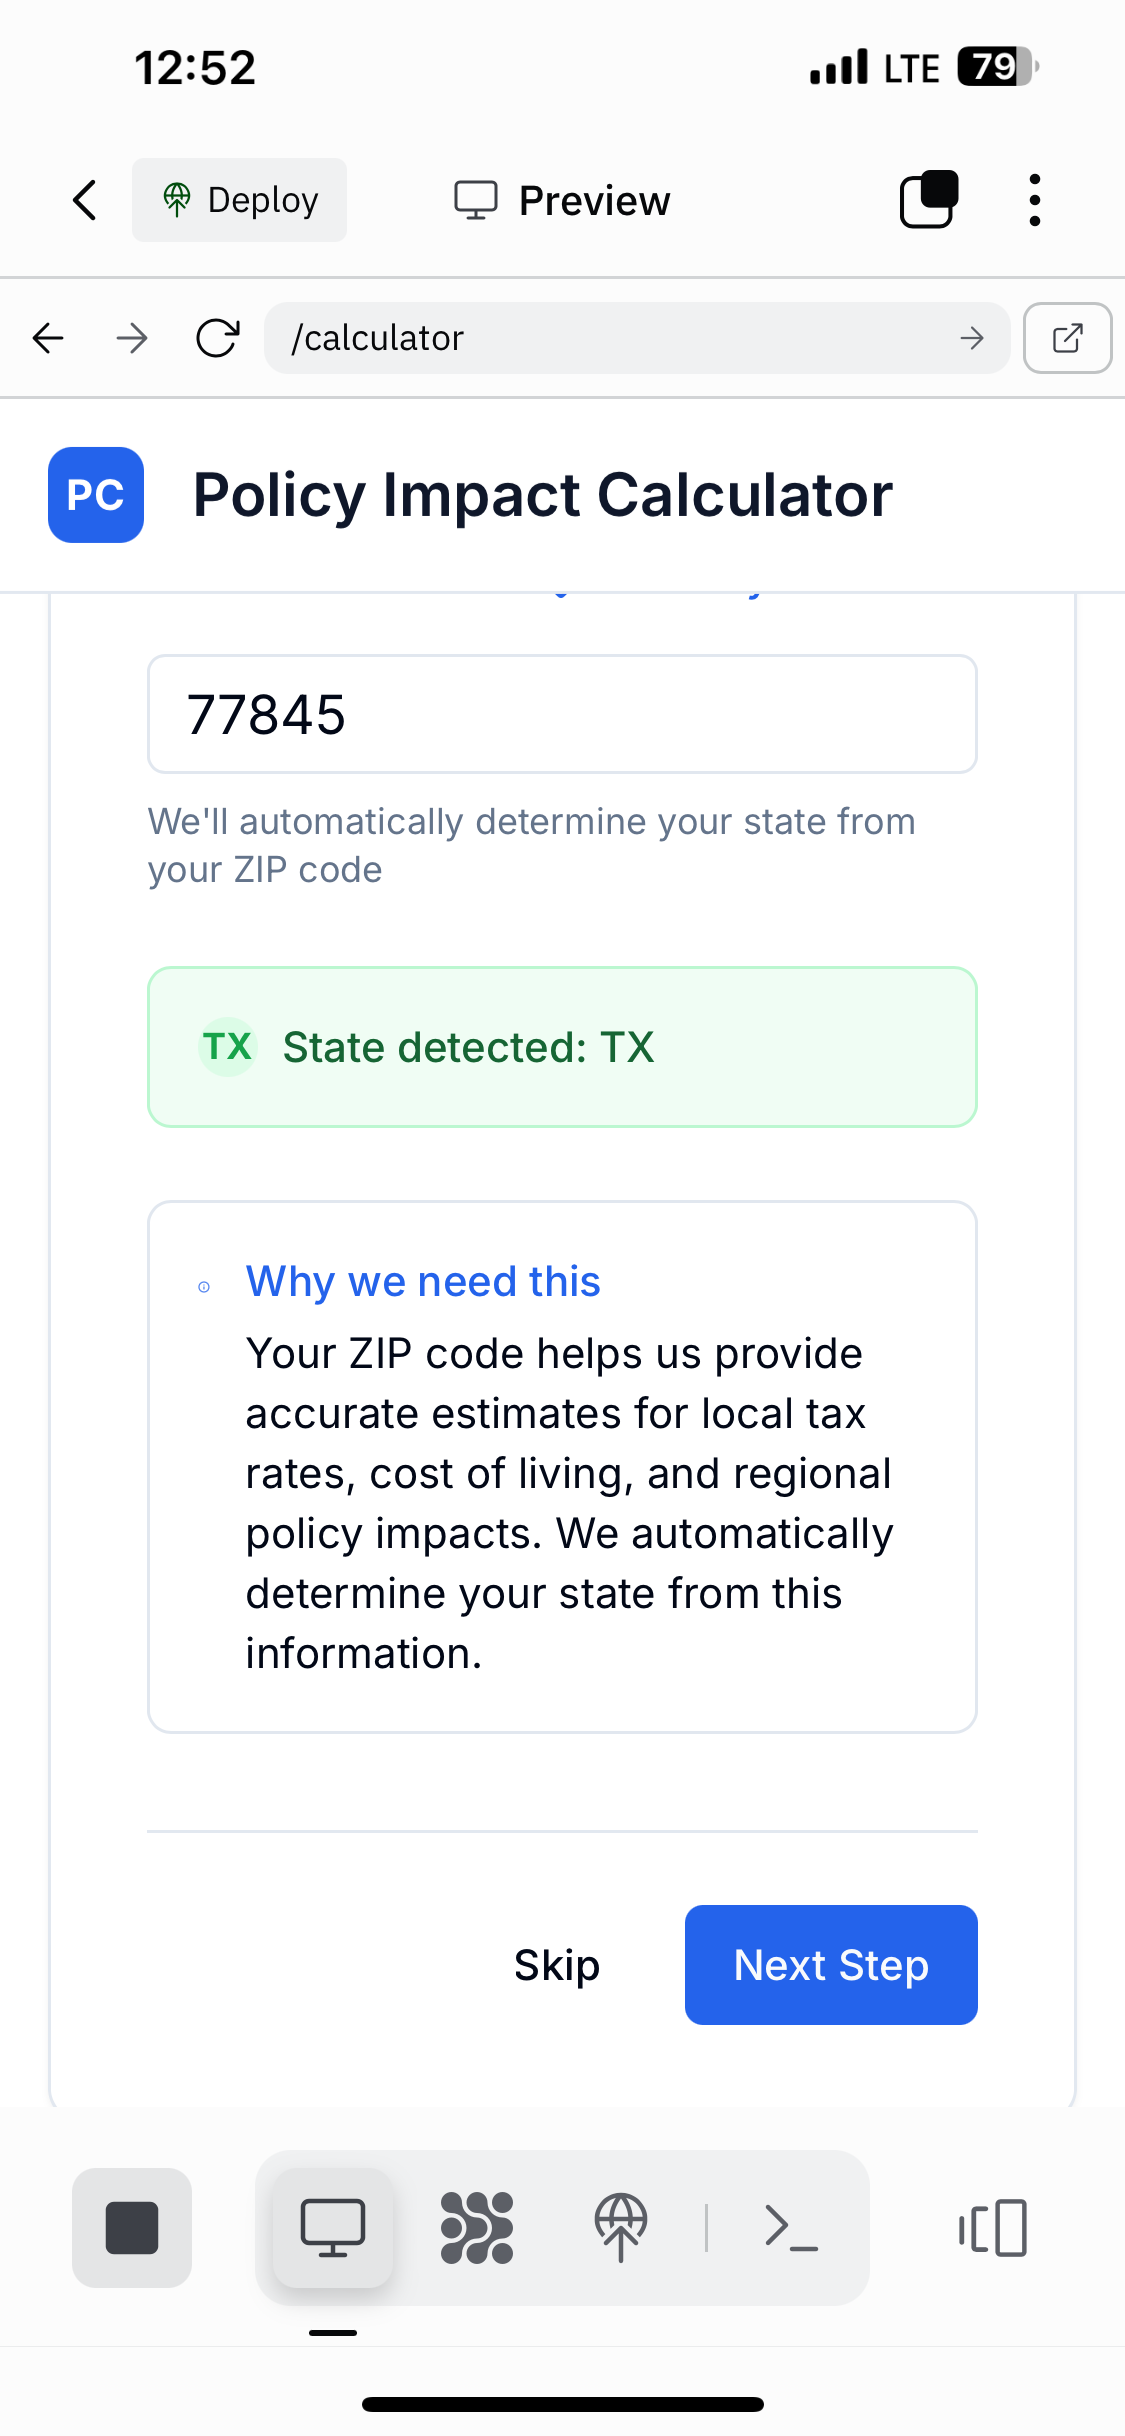 12:52
LTE 79
Deploy
Preview
/calculator
PC Policy Impact Calculator
77845
We'll automatically determine your state from
your ZIP code
TX State detected: TX
Why we need this
Your ZIP code helps us provide
accurate estimates for local tax
rates, cost of living, and regional
policy impacts. We automatically
determine your state from this
information.
Skip
Next Step